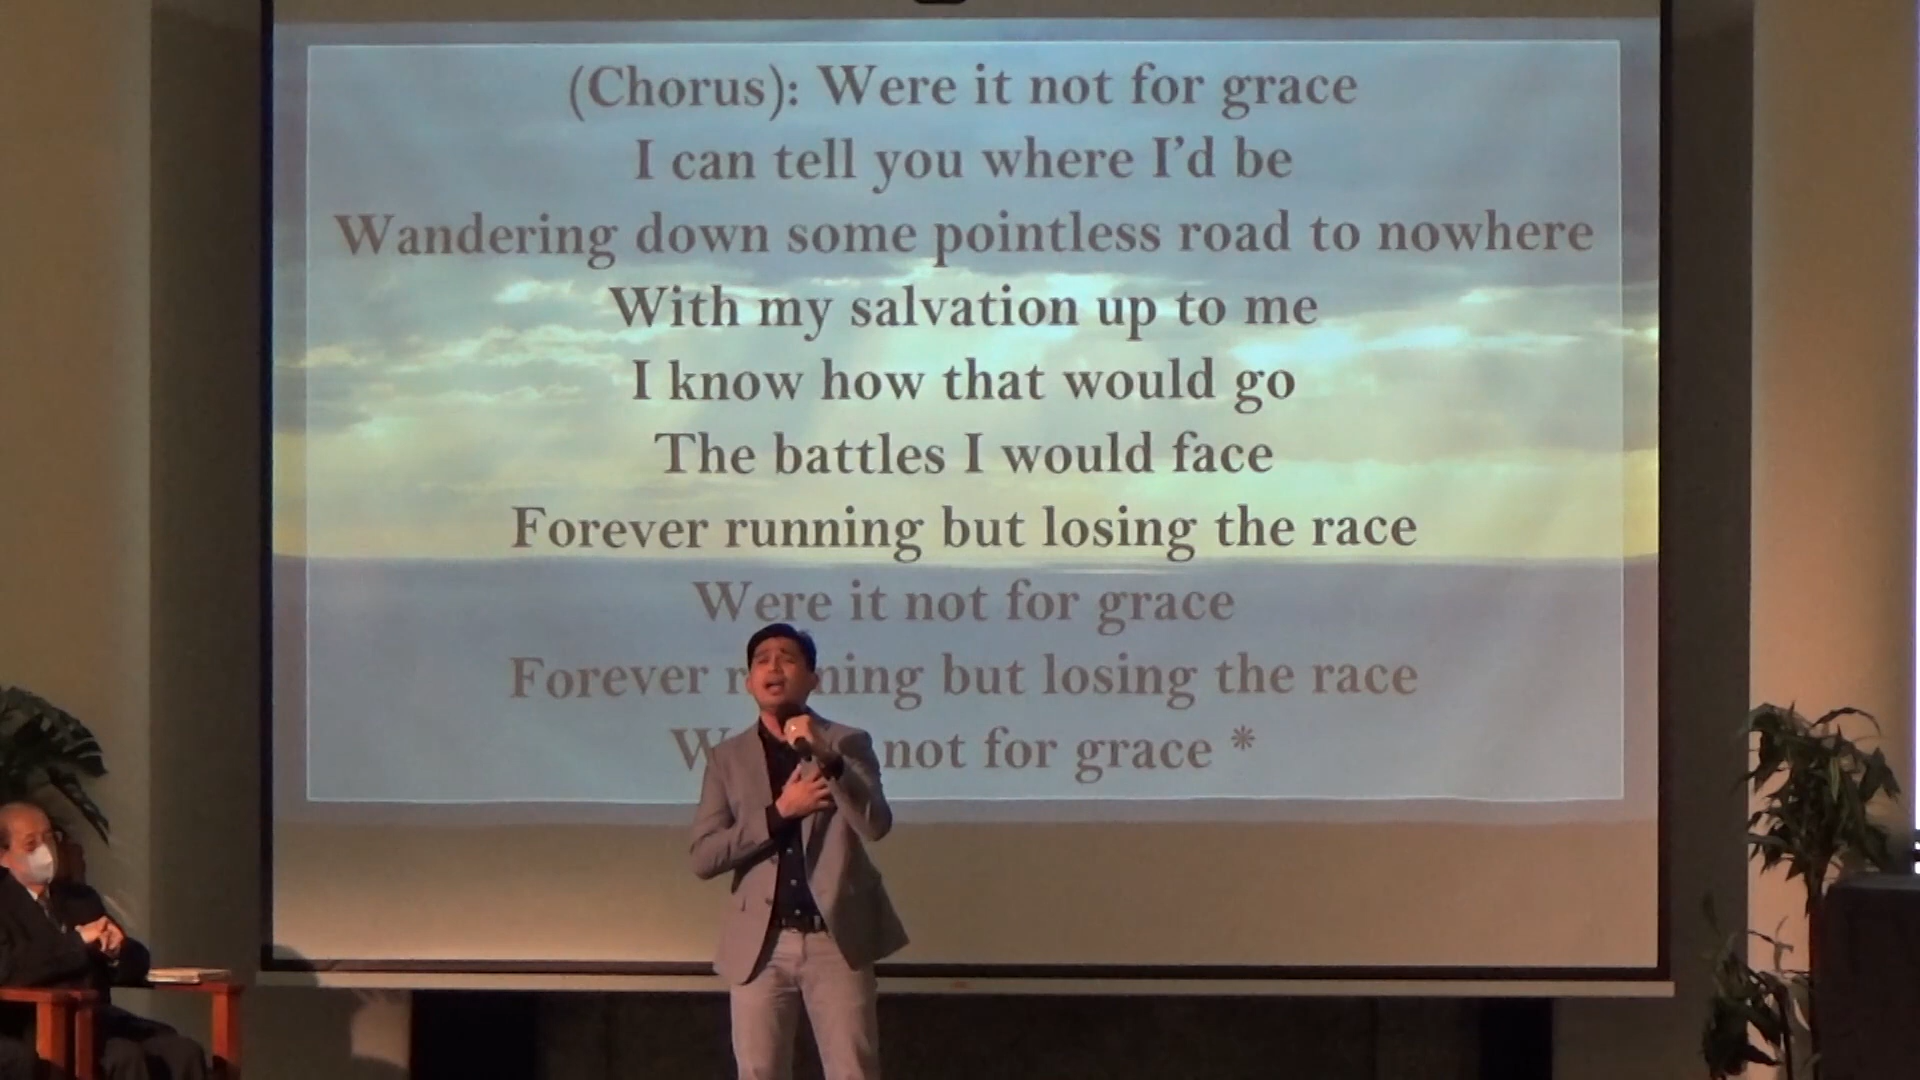 (Chorus): Were it not for grace
I can tell you where I'd be
Wandering down some pointless road to nowhere
With my salvation up to me
I know how that would go
The battles I would face
Forever running but losing the race
Were it not for grace
Forever ning but losing the race
not for grace *